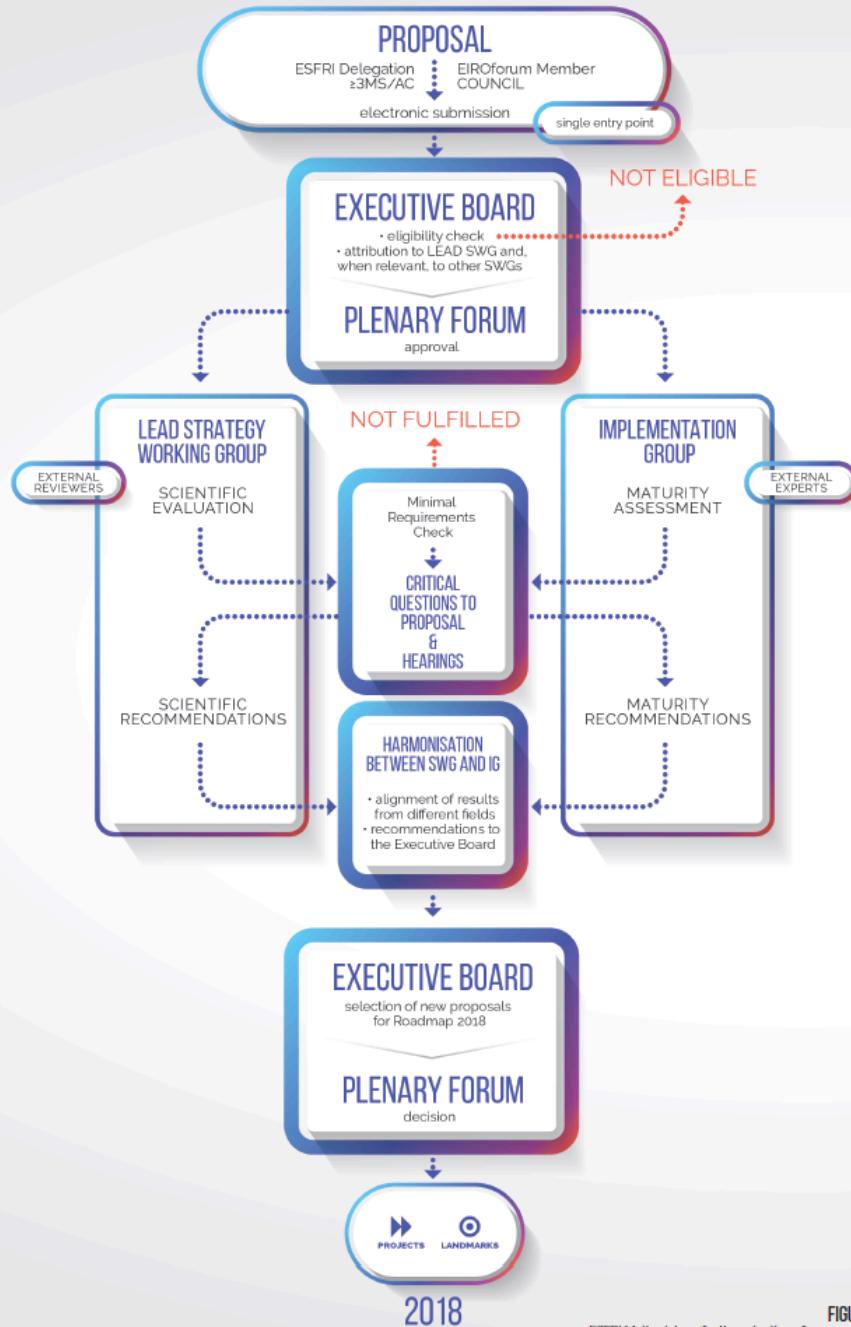 PROPOSAL
ESFRI Delegation
≥3MS/AC
EIROforum Member
COUNCIL
electronic submission
single entry point
NOT ELIGIBLE
EXECUTIVE BOARD
• eligibility check
• attribution to LEAD SWG and,
when relevant, to other SWGs
PLENARY FORUM
approval
LEAD STRATEGY
WORKING GROUP
EXTERNAL
REVIEWERS
SCIENTIFIC
EVALUATION
SCIENTIFIC
RECOMMENDATIONS
NOT FULFILLED
Minimal
Requirements
Check
CRITICAL
QUESTIONS TO
PROPOSAL
&
HEARINGS
IMPLEMENTATION
GROUP
EXTERNAL
EXPERTS
MATURITY
ASSESSMENT
MATURITY
RECOMMENDATIONS
HARMONISATION
BETWEEN SWG AND IG
• alignment of results
from different fields
• recommendations to
the Executive Board
EXECUTIVE BOARD
selection of new proposals
for Roadmap 2018
PLENARY FORUM
decision
PROJECTS
LANDMARKS
2018
FIGU